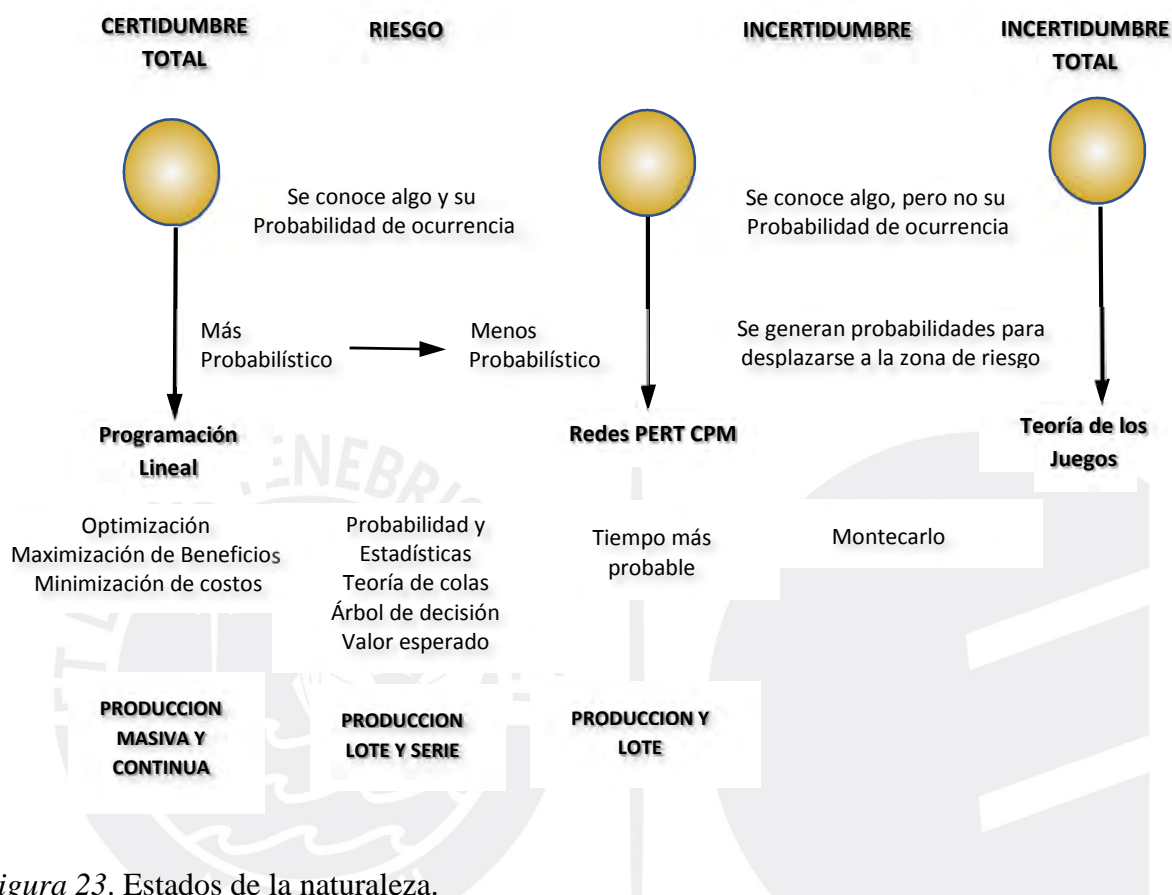 CERTIDUMBRE
TOTAL
RIESGO
INCERTIDUMBRE
INCERTIDUMBRE
TOTAL
Se conoce algo y su
Probabilidad de ocurrencia
Se conoce algo, pero no su
Probabilidad de ocurrencia
Más
Probabilístico
Menos
Probabilístico
Se generan probabilidades para
desplazarse a la zona de riesgo
Programación
Lineal
Redes PERT CPM
Teoría de los
Juegos
Optimización
Maximización de Beneficios
Minimización de costos
Probabilidad y
Estadísticas
Teoría de colas
Árbol de decisión
Valor esperado
Tiempo más
probable
Montecarlo
PRODUCCION
MASIVA Y
CONTINUA
PRODUCCION
LOTE Y SERIE
PRODUCCION Y
LOTE
igura 23. Estados de la naturaleza.